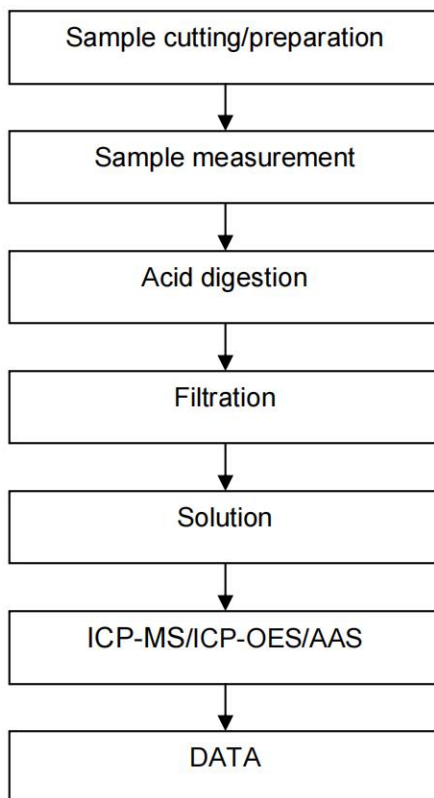 Sample cutting/preparation
Sample measurement
Acid digestion
Filtration
Solution
ICP-MS/ICP-OES/AAS
DATA